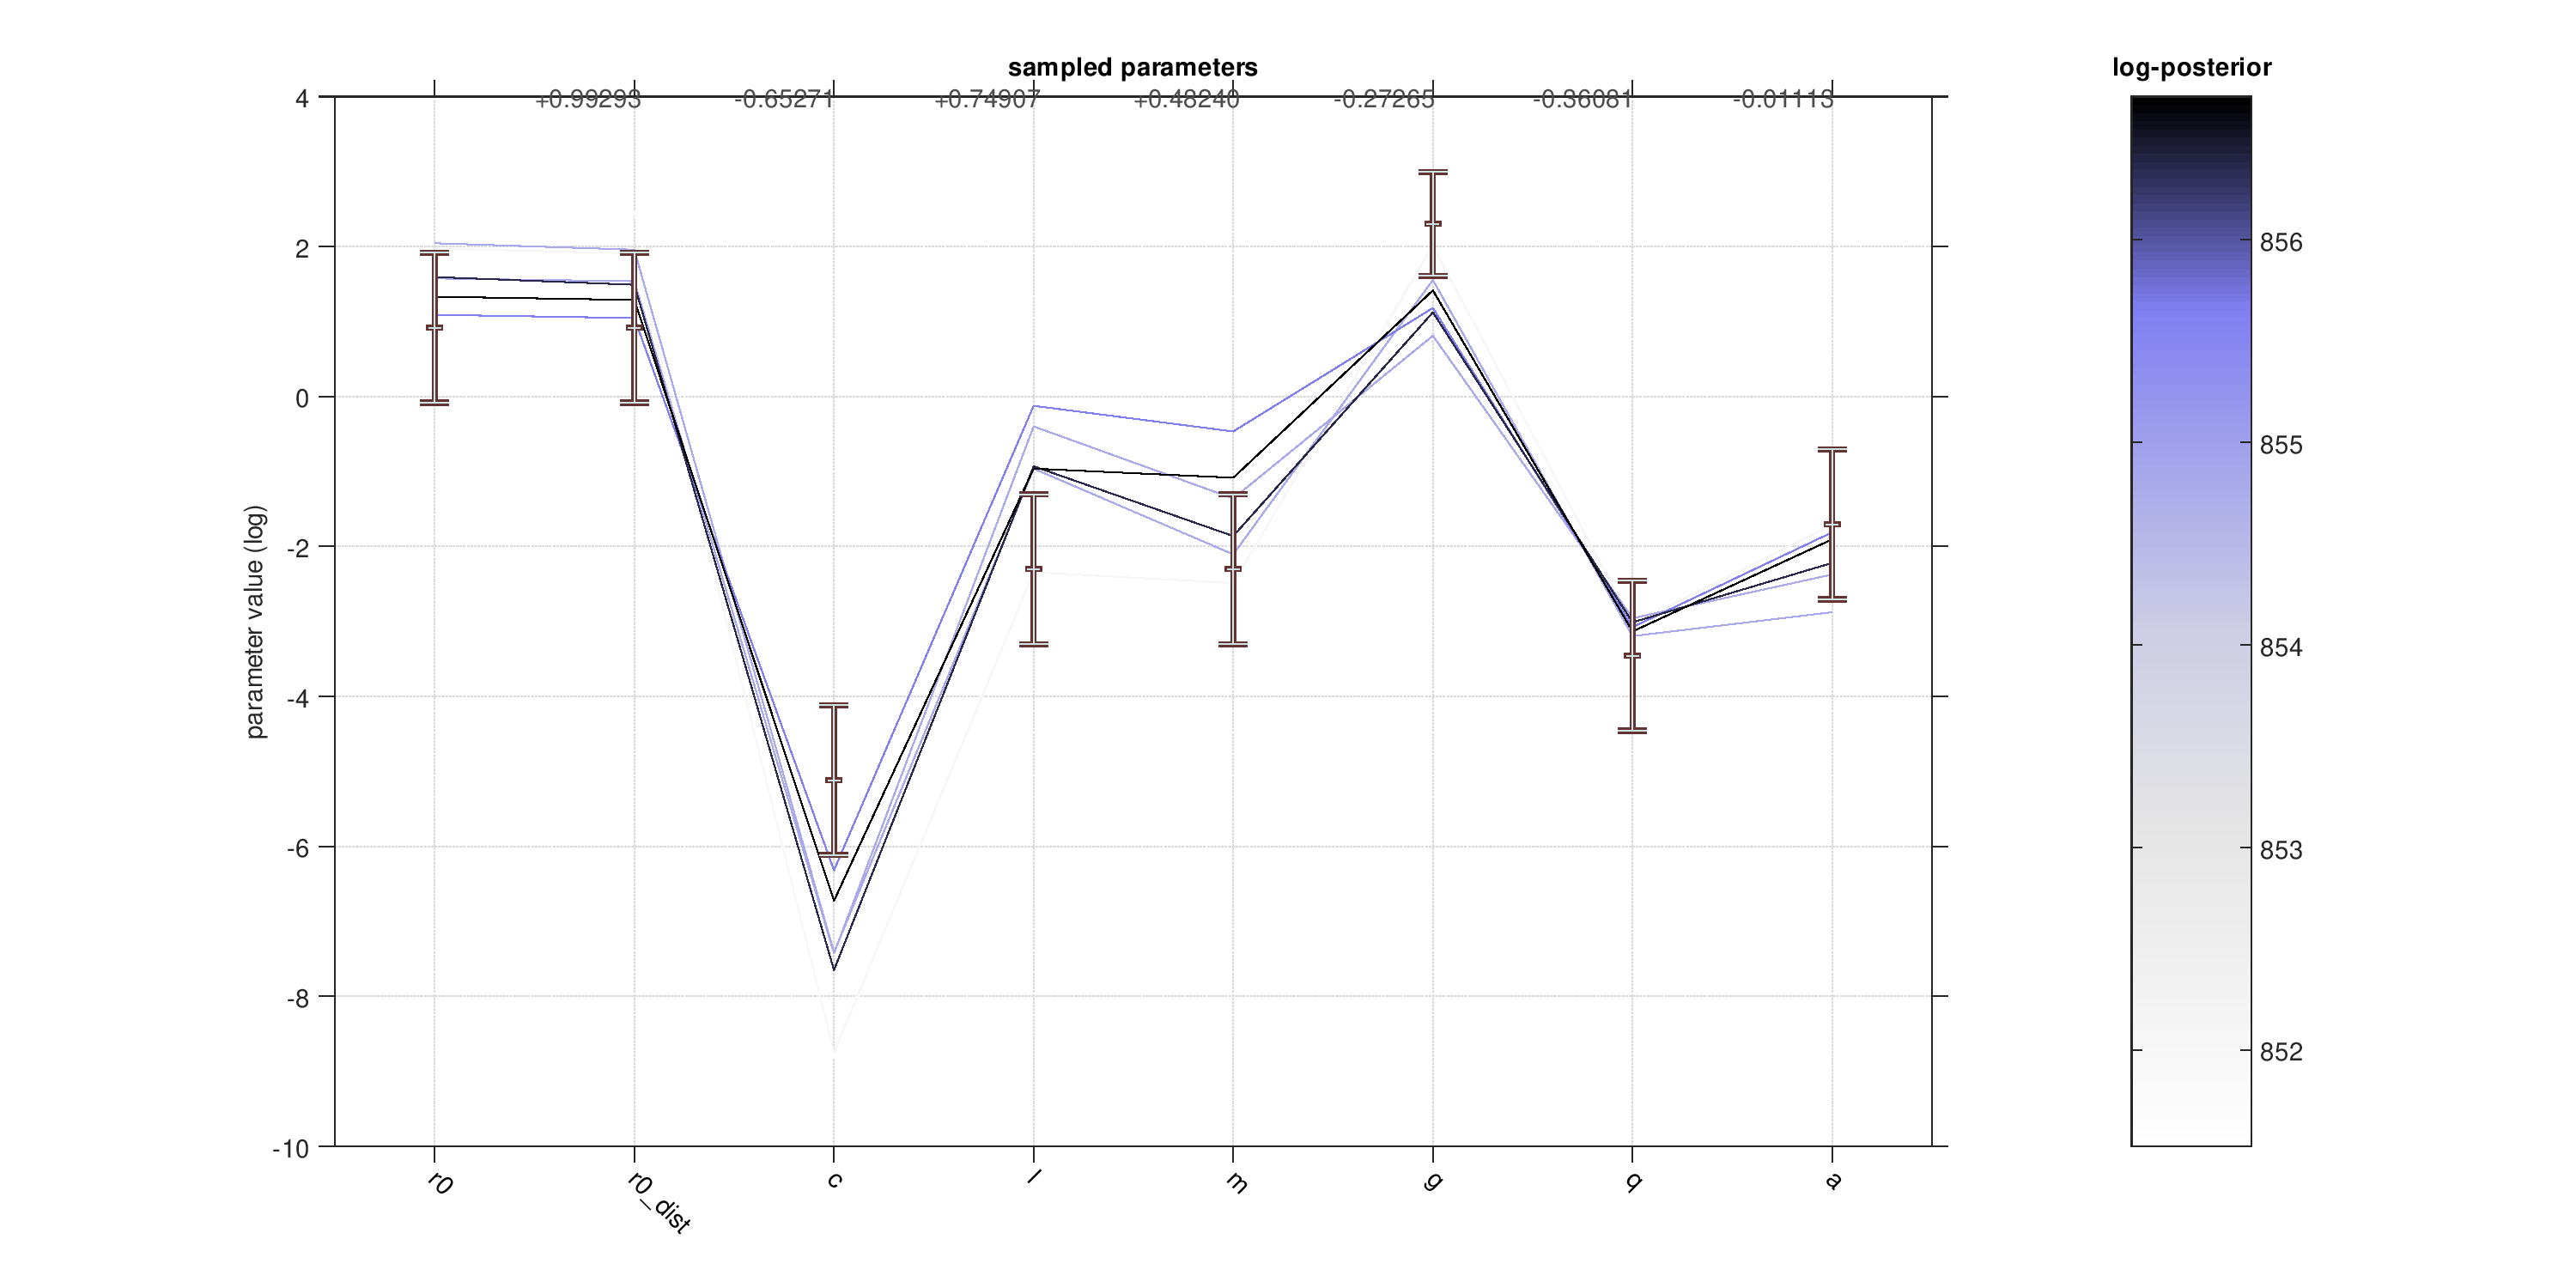 sampled parameters
log-posterior
+0.99293 -0.65271 +0.74907 +0.48240 -0.27265 -0.36081 -0.01113
4
2
0
-2
-4
-6
-8
-10
parameter value (log)
r0 r0_dist c l m g q a
856
855
854
853
852